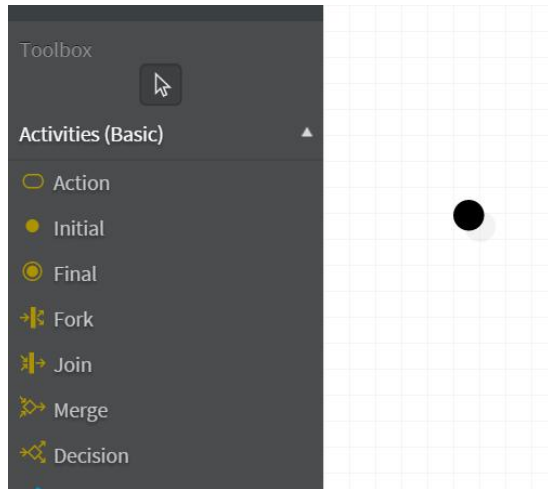 Toolbox
Activities (Basic)
Action
Initial
Final
Fork
Join
Merge
Decision